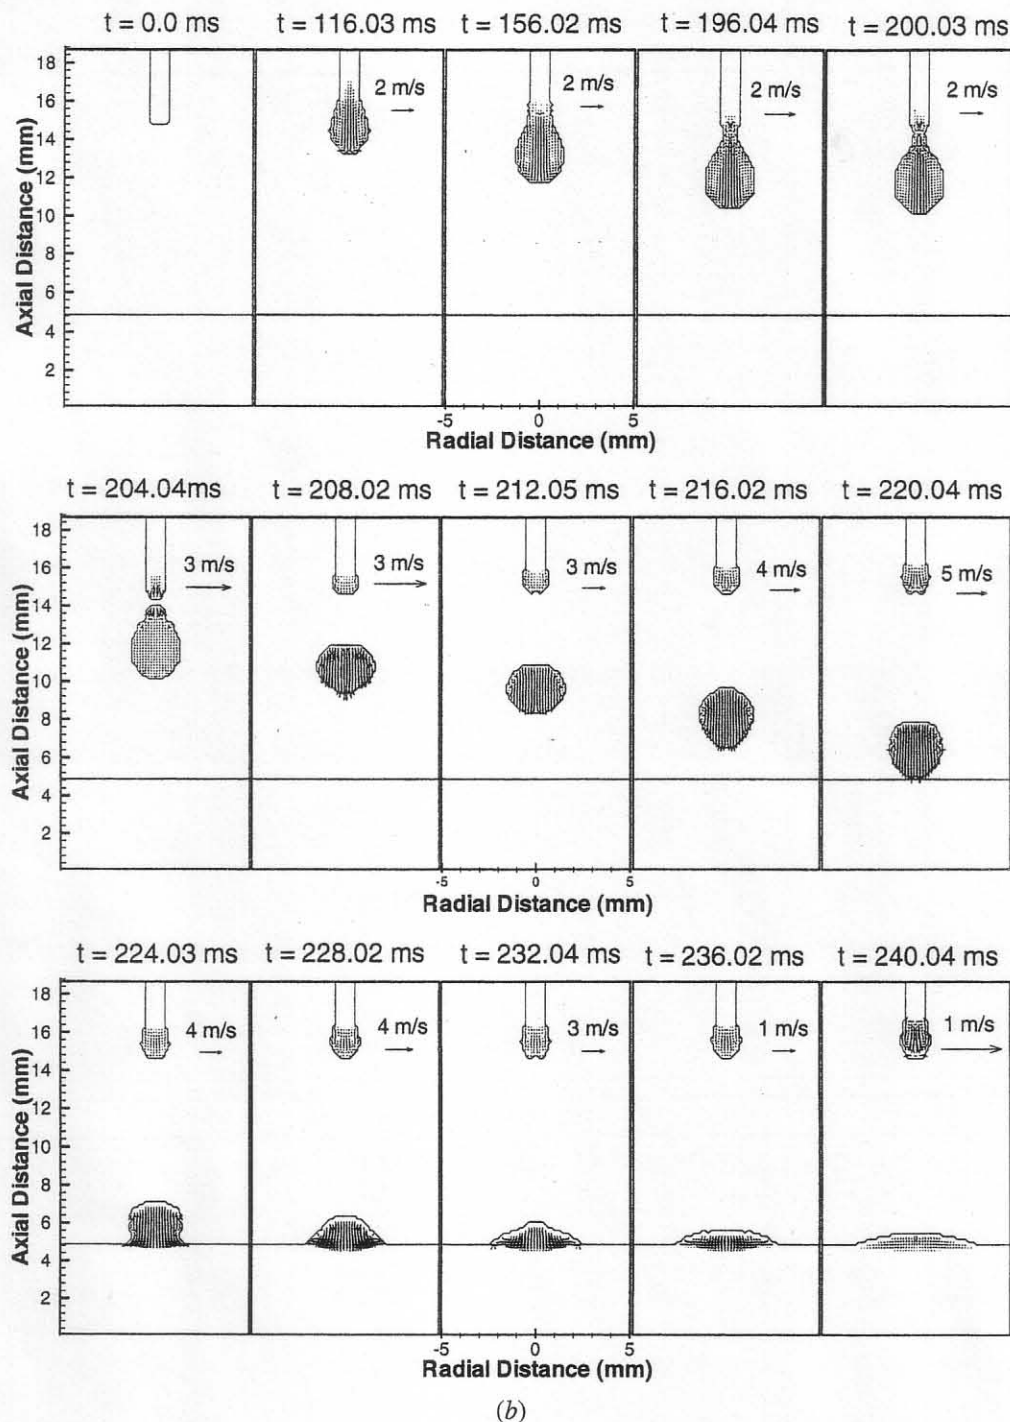 t = 0.0 ms t = 116.03 ms t = 156.02 ms t = 196.04 ms t = 200.03 ms
18
16
14
12
10
8
6
4
2
Axial Distance (mm)
2 m/s 2 m/s 2 m/s 2 m/s
-5 0 5
Radial Distance (mm)
t = 204.04ms t = 208.02 ms t = 212.05 ms t = 216.02 ms t = 220.04 ms
18
16
14
12
10
8
6
4
2
Axial Distance (mm)
3 m/s 3 m/s 3 m/s 4 m/s 5 m/s
-5 0 5
Radial Distance (mm)
t = 224.03 ms t = 228.02 ms t = 232.04 ms t = 236.02 ms t = 240.04 ms
18
16
14
12
10
8
6
4
2
Axial Distance (mm)
4 m/s 4 m/s 3 m/s 1 m/s 1 m/s
-5 0 5
Radial Distance (mm)
(b)